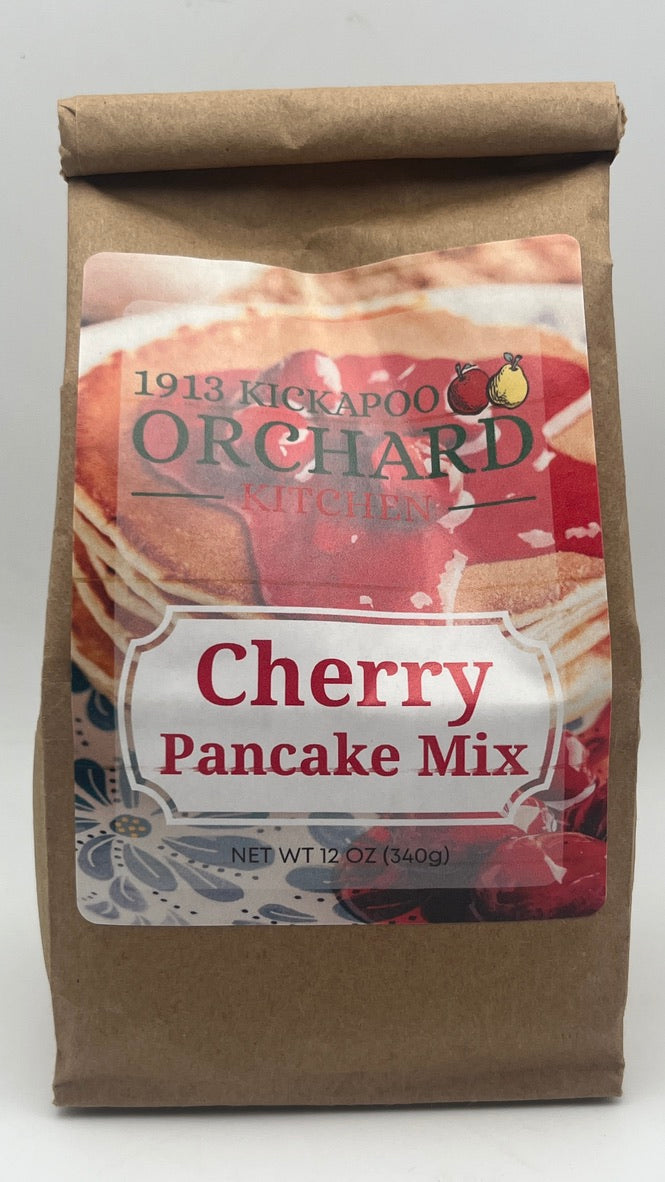 1913 KICKAPOO
ORCHARD
KITCHEN
Cherry
Pancake Mix
NET WT 12 OZ (340g)